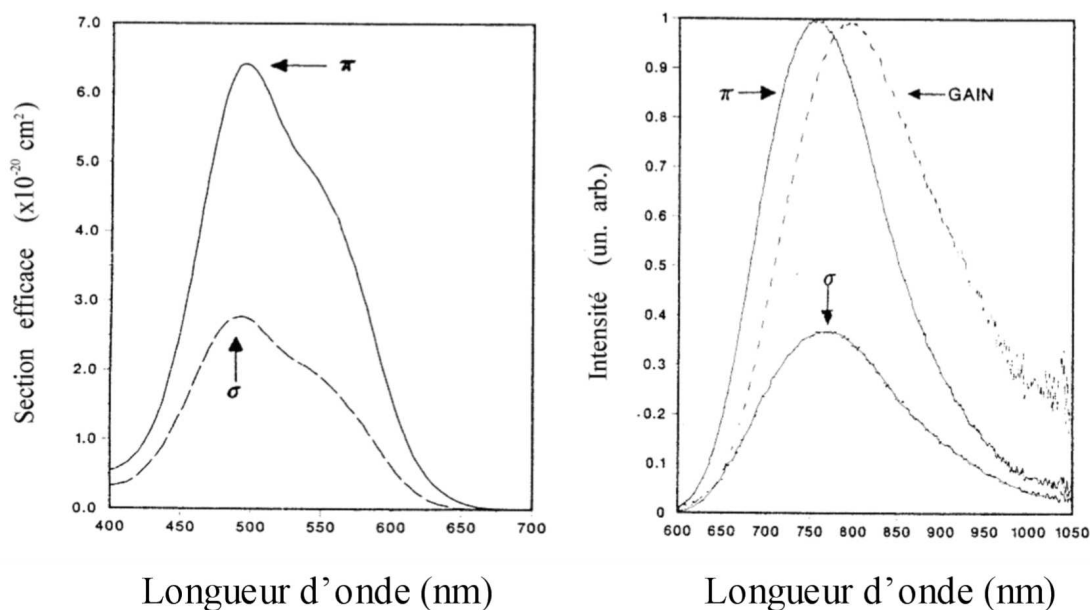 Section efficace (x10⁻²⁰ cm²)
7.0
6.0
5.0
4.0
3.0
2.0
1.0
0.0
π
σ
400 450 500 550 600 650 700
Longueur d'onde (nm)
Intensité (un. arb.)
1
0.9
0.8
0.7
0.6
0.5
0.4
0.3
0.2
0.1
0
π
GAIN
σ
600 650 700 750 800 850 900 950 1000 1050
Longueur d'onde (nm)